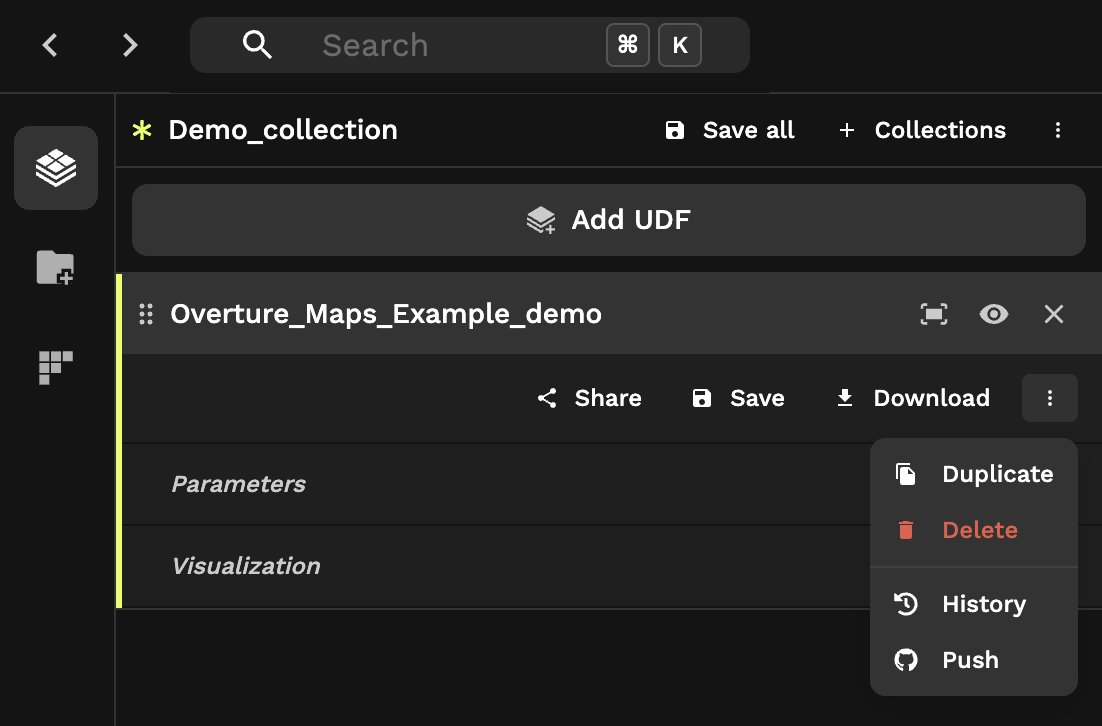 Search ⌘ K
Demo_collection Save all + Collections
Add UDF
Overture_Maps_Example_demo
Share Save Download
Parameters
Visualization
Duplicate
Delete
History
Push